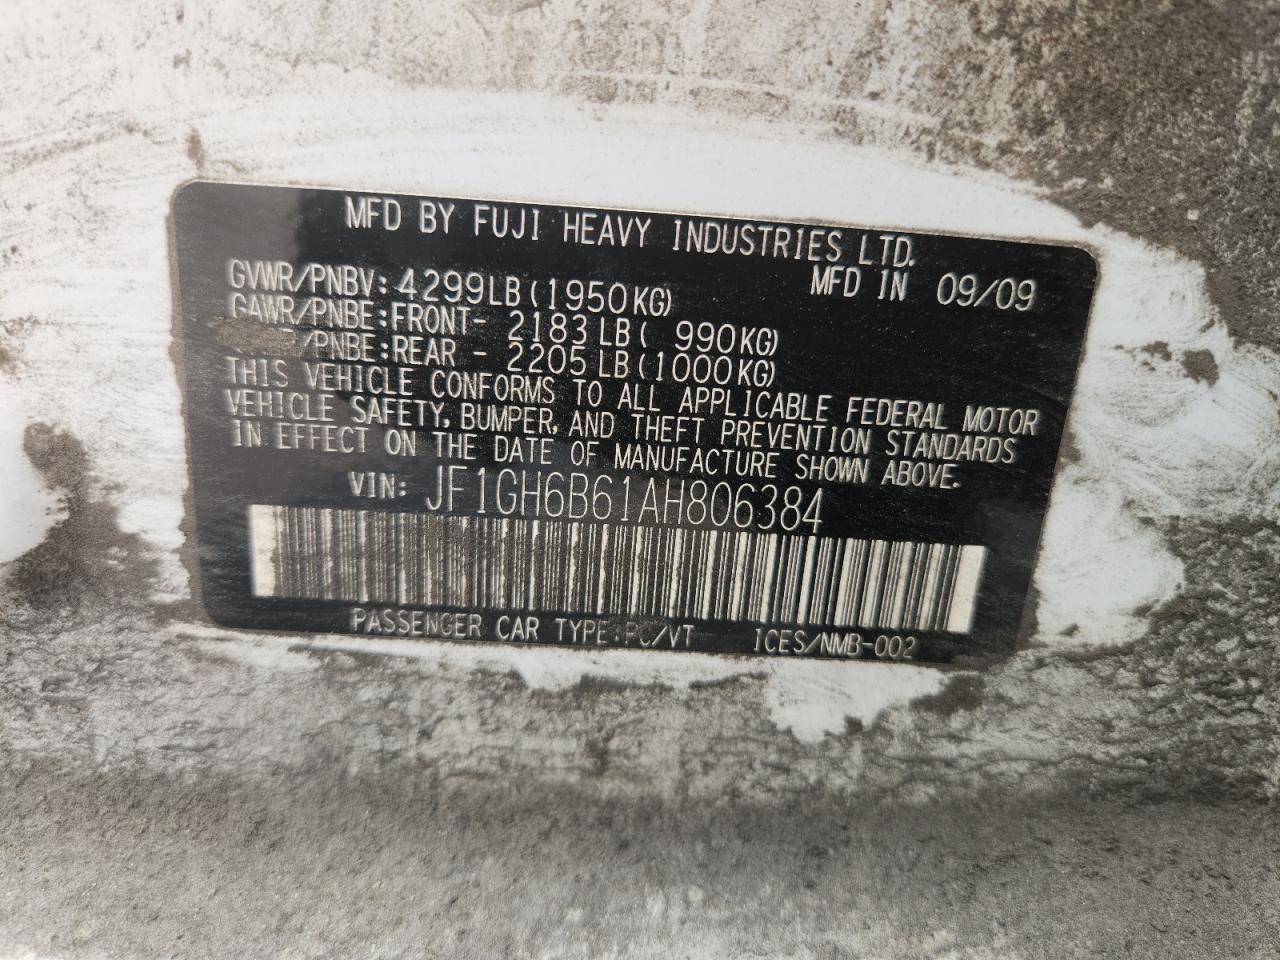 MFD BY FUJI HEAVY INDUSTRIES LTD.
MFD IN 09/09
GVWR/PNBV: 4299LB (1950KG)
GAWR/PNBE:FRONT- 2183 LB ( 990KG)
/PNBE:REAR - 2205 LB (1000KG)
THIS VEHICLE CONFORMS TO ALL APPLICABLE FEDERAL MOTOR
VEHICLE SAFETY, BUMPER, AND THEFT PREVENTION STANDARDS
IN EFFECT ON THE DATE OF MANUFACTURE SHOWN ABOVE.
VIN: JF1GH6B61AH806384
PASSENGER CAR TYPE:PC/VT ICES/NMB-002